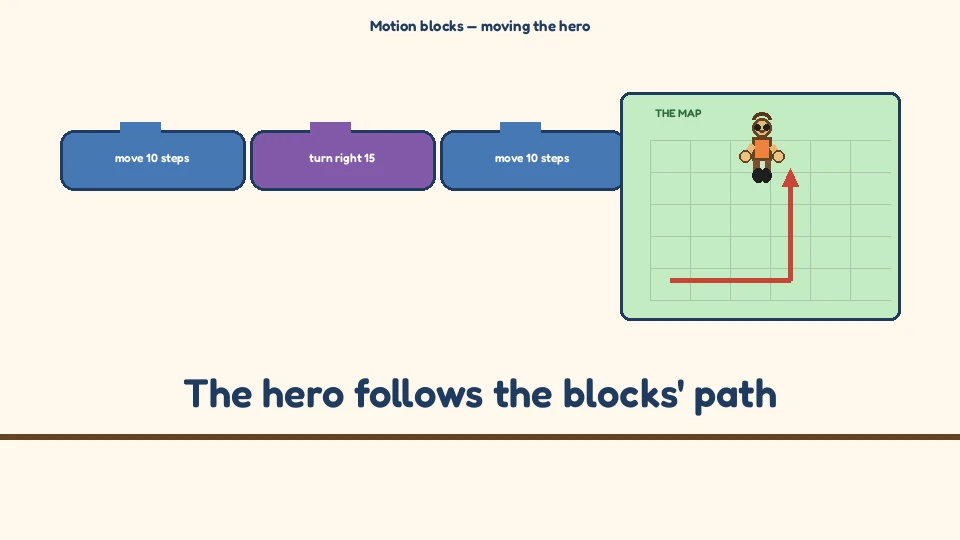 Motion blocks — moving the hero
move 10 steps
turn right 15
move 10 steps
THE MAP
The hero follows the blocks' path